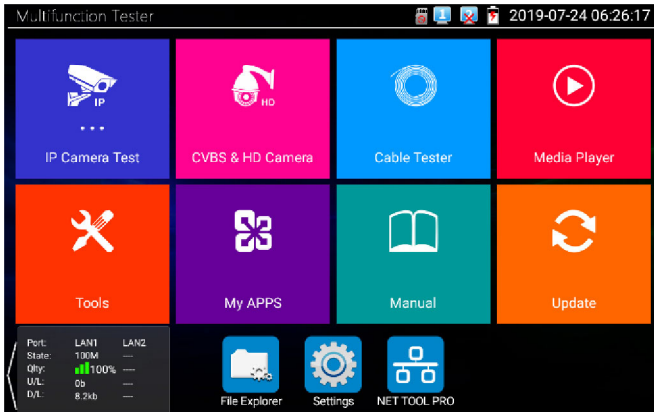 Multifunction Tester
2019-07-24 06:26:17
IP
HD
IP Camera Test
CVBS & HD Camera
Cable Tester
Media Player
Tools
My APPS
Manual
Update
Port: LAN1 LAN2
State: 100M ---
Qlty: 100% ---
U/L: 0b ---
D/L: 8.2kb ---
File Explorer
Settings
NET TOOL PRO